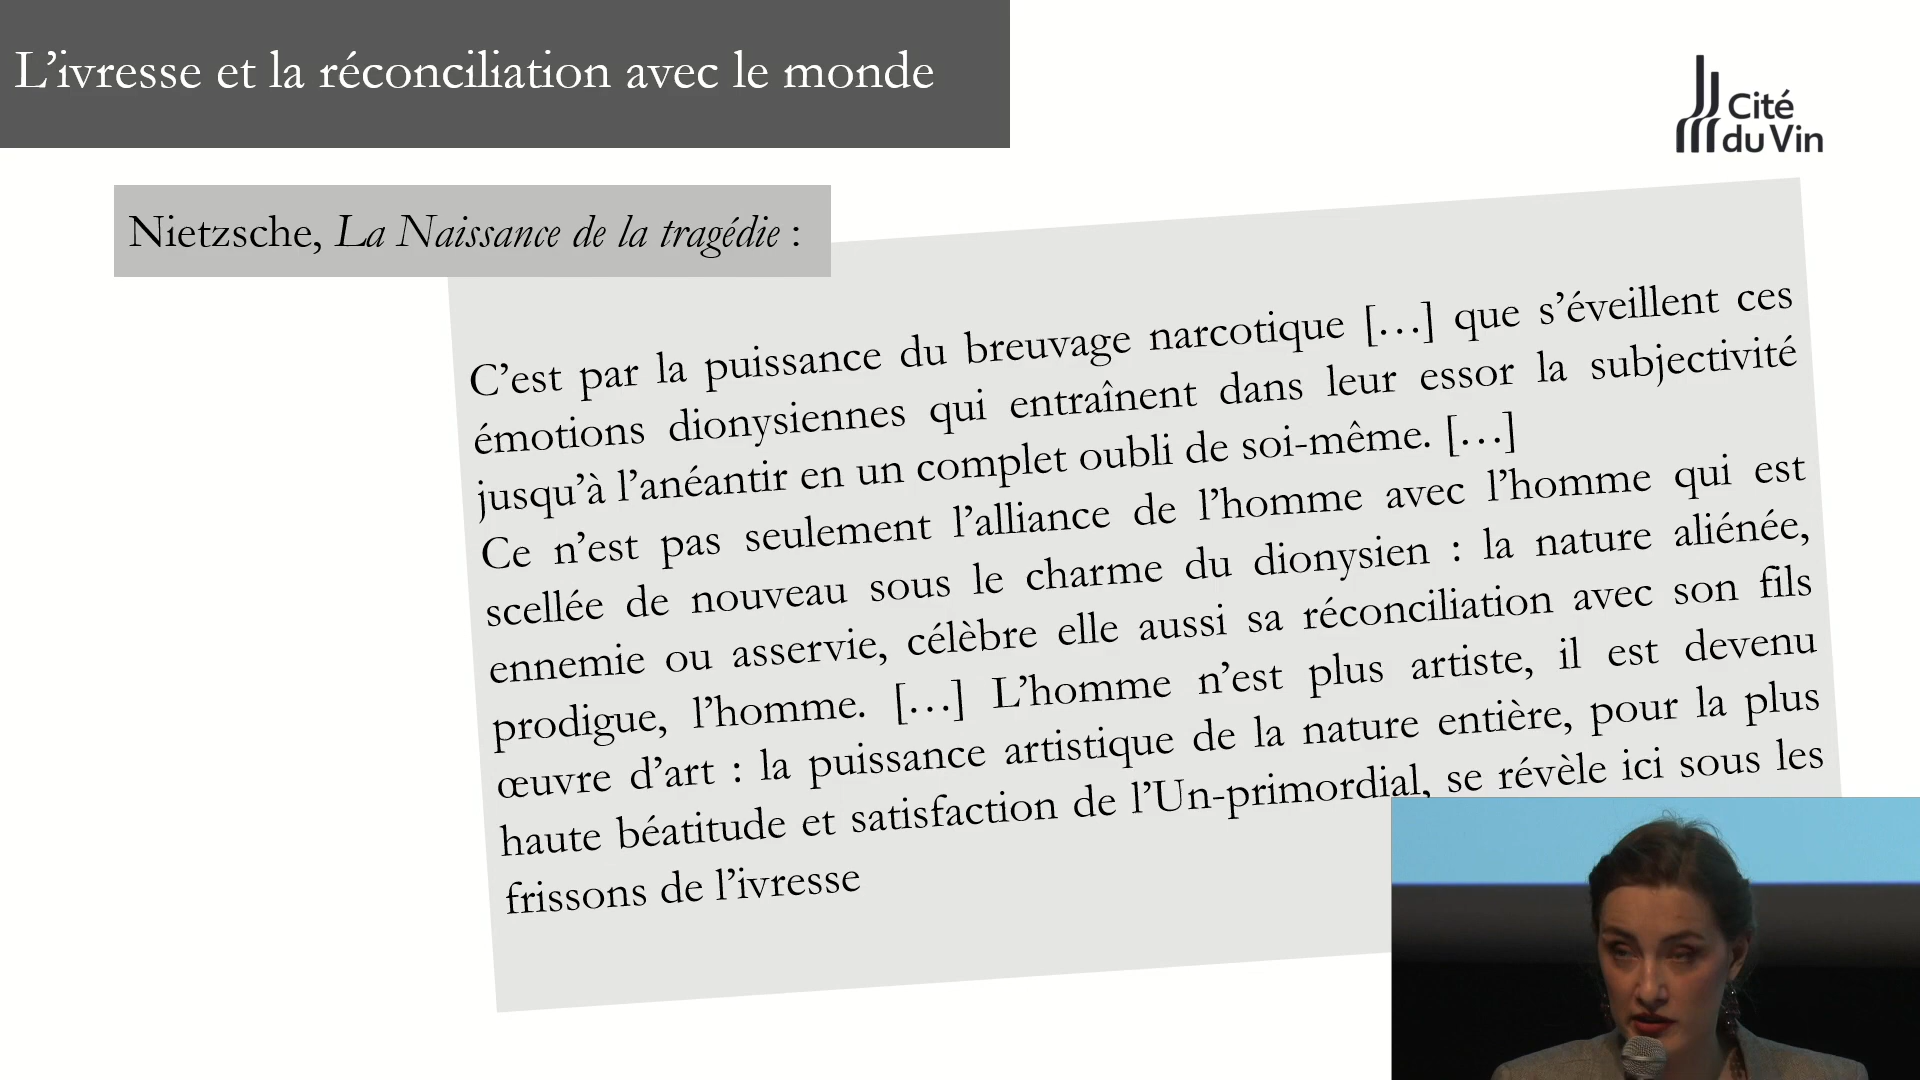 L’ivresse et la réconciliation avec le monde
Cité
du Vin
Nietzsche, La Naissance de la tragédie :
C’est par la puissance du breuvage narcotique […] que s’éveillent ces
émotions dionysiennes qui entraînent dans leur essor la subjectivité
jusqu’à l’anéantir en un complet oubli de soi-même. […]
Ce n’est pas seulement l’alliance de l’homme avec l’homme qui est
scellée de nouveau sous le charme du dionysien : la nature aliénée,
ennemie ou asservie, célèbre elle aussi sa réconciliation avec son fils
prodigue, l’homme. […] L’homme n’est plus artiste, il est devenu
œuvre d’art : la puissance artistique de la nature entière, pour la plus
haute béatitude et satisfaction de l’Un-primordial, se révèle ici sous les
frissons de l’ivresse